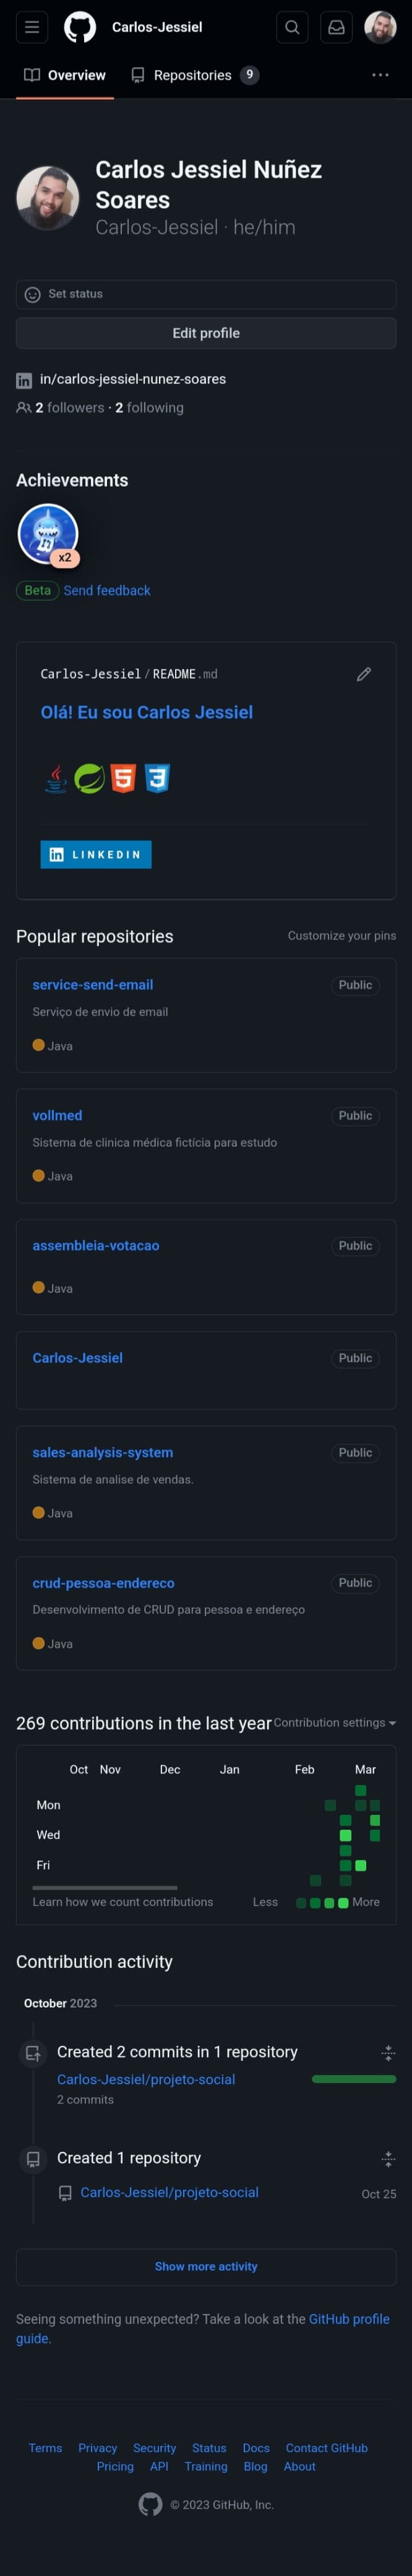 Carlos-Jessiel
Overview
Repositories 9
Carlos Jessiel Nuñez
Soares
Carlos-Jessiel · he/him
Set status
Edit profile
in/carlos-jessiel-nunez-soares
2 followers · 2 following
Achievements
x2
Beta Send feedback
Carlos-Jessiel/README.md
Olá! Eu sou Carlos Jessiel
5 3
in LINKEDIN
Popular repositories Customize your pins
service-send-email Public
Serviço de envio de email
Java
vollmed Public
Sistema de clinica médica fictícia para estudo
Java
assembleia-votacao Public
Java
Carlos-Jessiel Public
sales-analysis-system Public
Sistema de analise de vendas.
Java
crud-pessoa-endereco Public
Desenvolvimento de CRUD para pessoa e endereço
Java
269 contributions in the last year Contribution settings
Oct Nov Dec Jan Feb Mar
Mon
Wed
Fri
Learn how we count contributions Less More
Contribution activity
October 2023
Created 2 commits in 1 repository
Carlos-Jessiel/projeto-social
2 commits
Created 1 repository
Carlos-Jessiel/projeto-social Oct 25
Show more activity
Seeing something unexpected? Take a look at the GitHub profile
guide.
Terms Privacy Security Status Docs Contact GitHub
Pricing API Training Blog About
© 2023 GitHub, Inc.